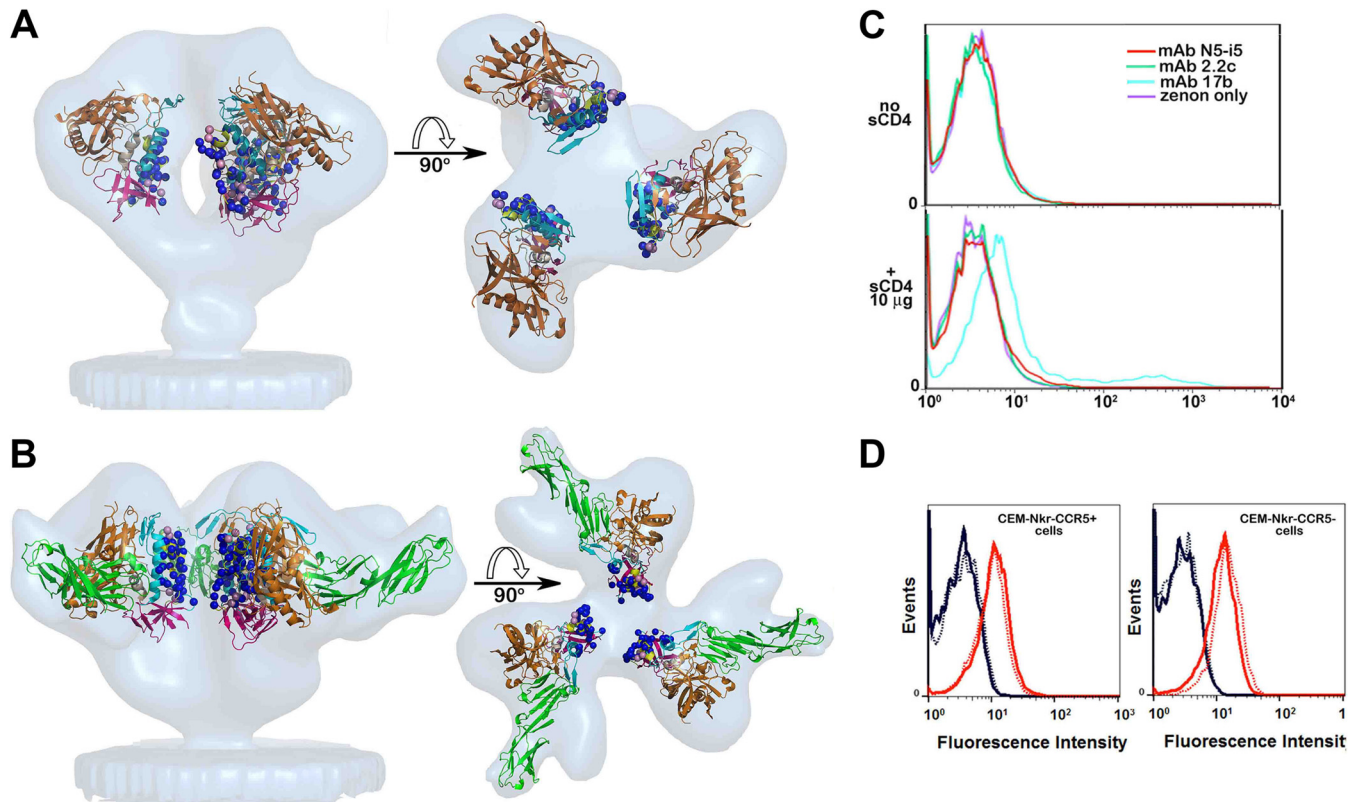 A
90°
B
90°
C
no
sCD4
mAb N5-i5
mAb 2.2c
mAb 17b
zenon only
0
+
sCD4
10 µg
0
10⁰ 10¹ 10² 10³ 10⁴
D
CEM-Nkr-CCR5+
cells
Events
0
10⁰ 10¹ 10² 10³
Fluorescence Intensity
CEM-Nkr-CCR5-
cells
Events
0
10⁰ 10¹ 10² 1
Fluorescence Intensit